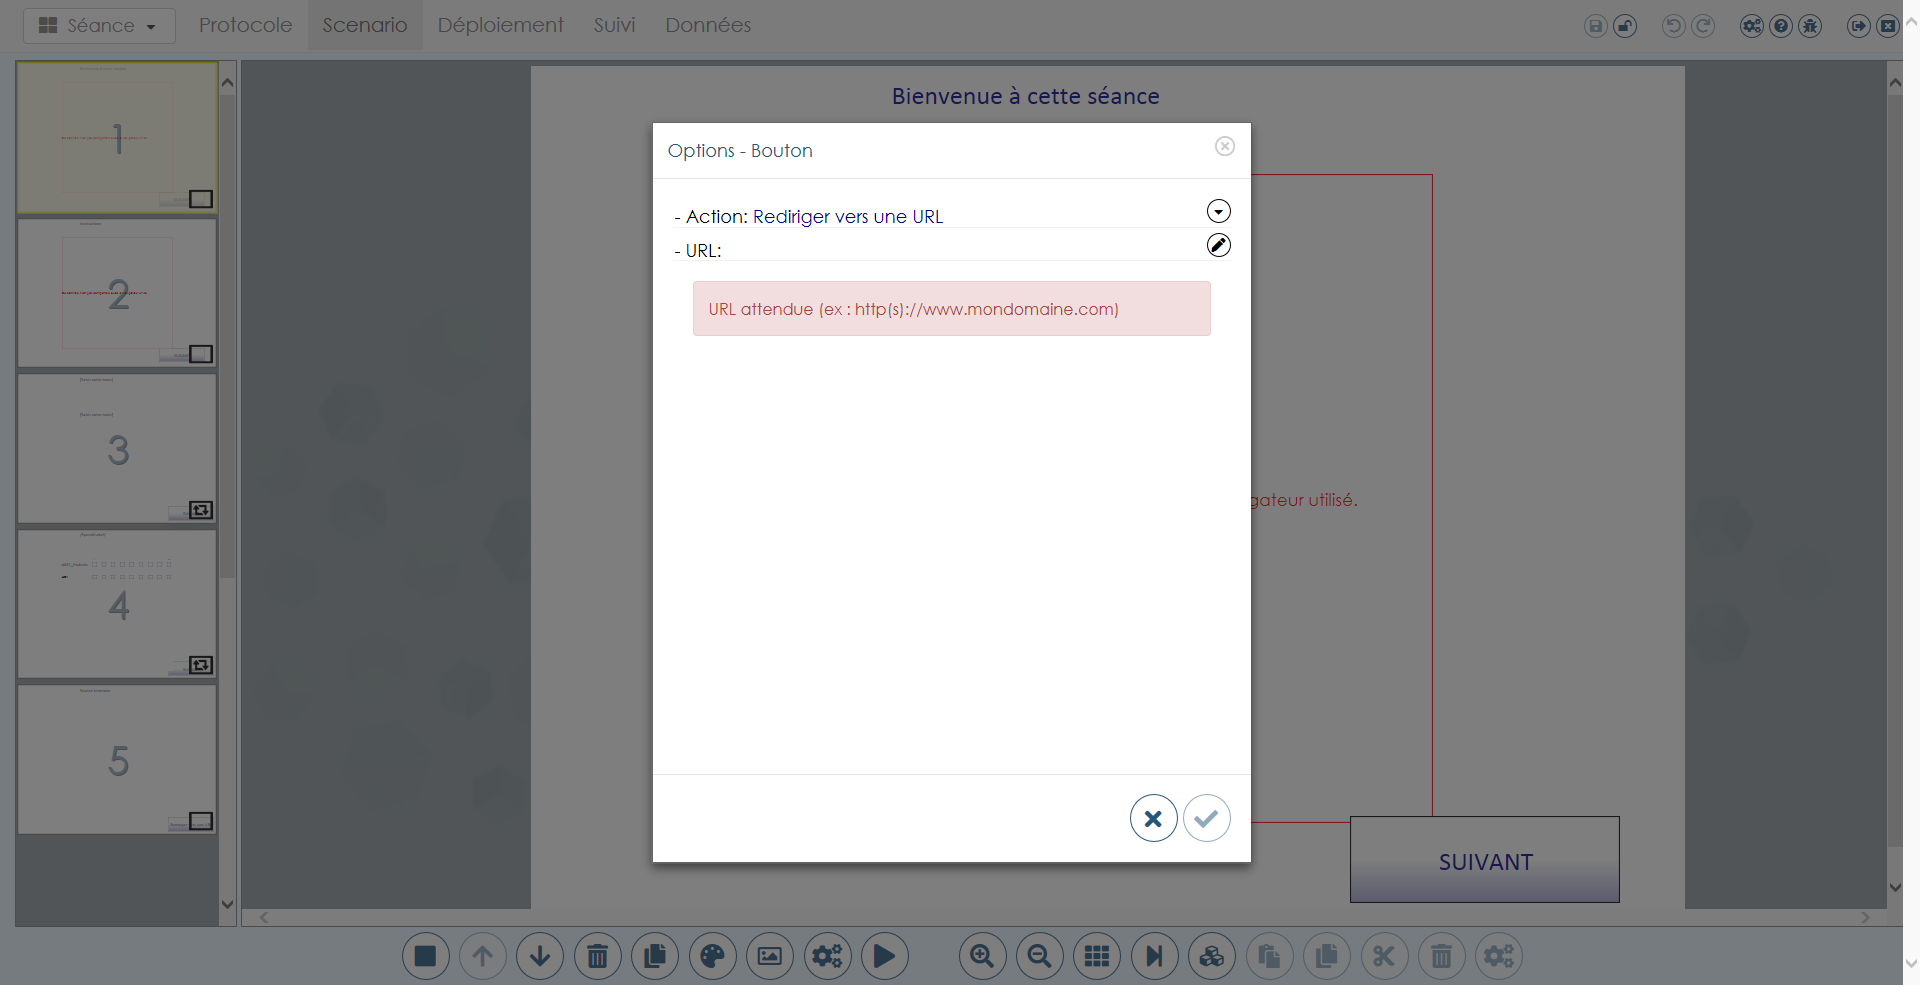 Séance
Protocole
Scenario
Déploiement
Suivi
Données
1
2
3
4
5
Bienvenue à cette séance
Options - Bouton
- Action: Rediriger vers une URL
- URL:
URL attendue (ex : http(s)://www.mondomaine.com)
gateur utilisé.
SUIVANT